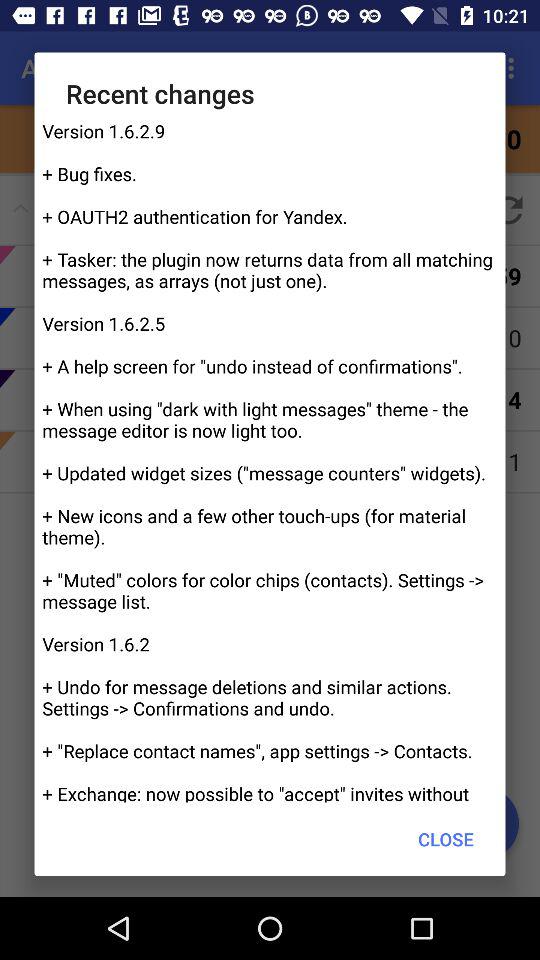 10:21
A
Recent changes
Version 1.6.2.9
0
+ Bug fixes.
+ OAUTH2 authentication for Yandex.
+ Tasker: the plugin now returns data from all matching
messages, as arrays (not just one).
59
Version 1.6.2.5
0
+ A help screen for "undo instead of confirmations".
+ When using "dark with light messages" theme - the
message editor is now light too.
4
+ Updated widget sizes ("message counters" widgets).
1
+ New icons and a few other touch-ups (for material
theme).
+ "Muted" colors for color chips (contacts). Settings ->
message list.
Version 1.6.2
+ Undo for message deletions and similar actions.
Settings -> Confirmations and undo.
+ "Replace contact names", app settings -> Contacts.
+ Exchange: now possible to "accept" invites without
CLOSE